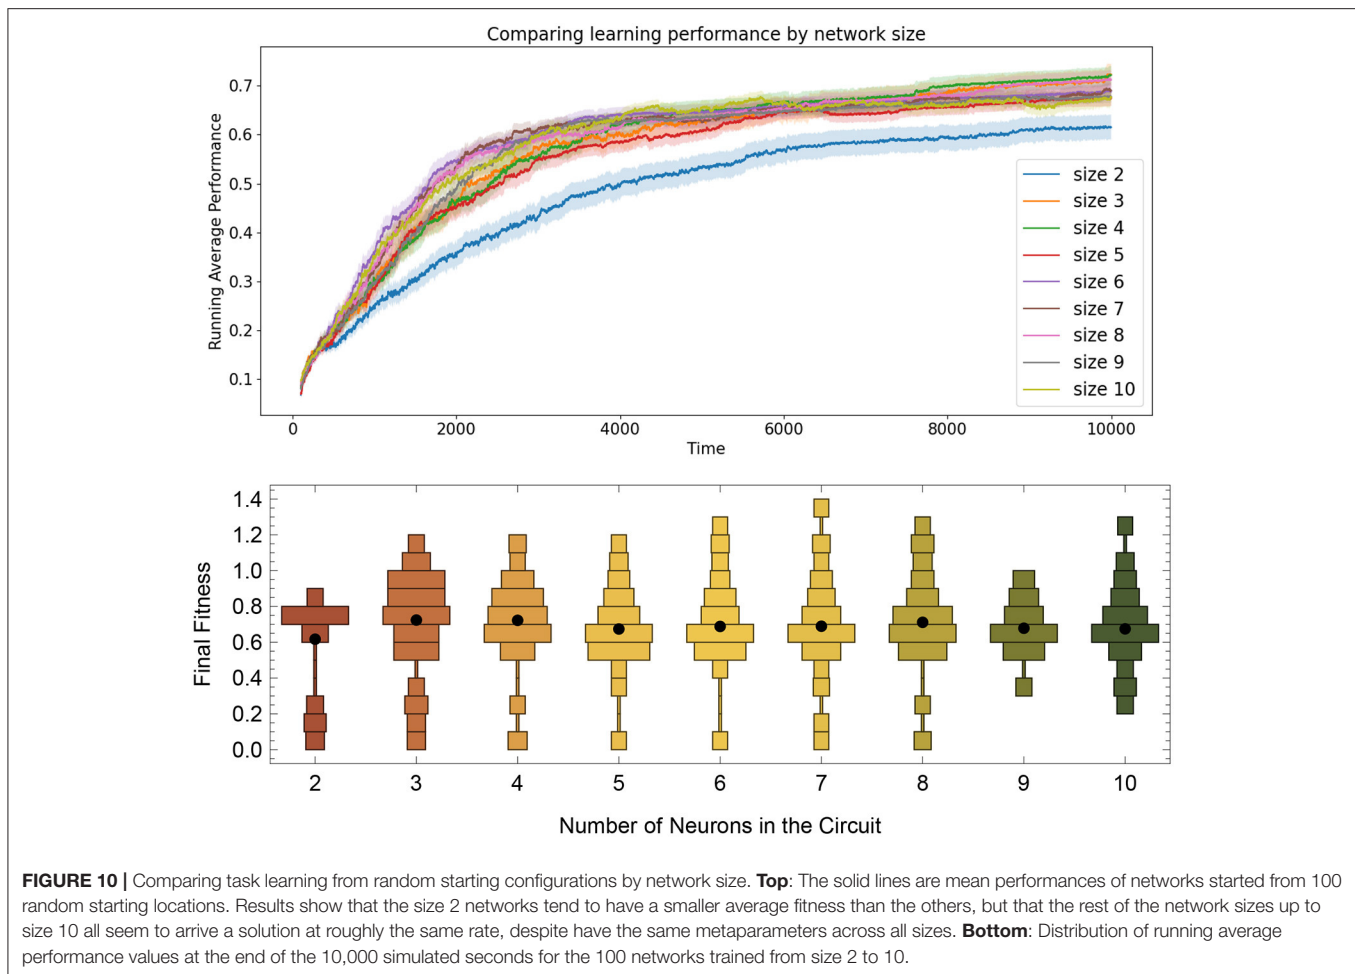 Comparing learning performance by network size
Running Average Performance
0.7
0.6
0.5
0.4
0.3
0.2
0.1
size 2
size 3
size 4
size 5
size 6
size 7
size 8
size 9
size 10
0 2000 4000 6000 8000 10000
Time
Final Fitness
1.4
1.2
1.0
0.8
0.6
0.4
0.2
0.0
2 3 4 5 6 7 8 9 10
Number of Neurons in the Circuit
FIGURE 10 | Comparing task learning from random starting configurations by network size. Top: The solid lines are mean performances of networks started from 100
random starting locations. Results show that the size 2 networks tend to have a smaller average fitness than the others, but that the rest of the network sizes up to
size 10 all seem to arrive a solution at roughly the same rate, despite have the same metaparameters across all sizes. Bottom: Distribution of running average
performance values at the end of the 10,000 simulated seconds for the 100 networks trained from size 2 to 10.